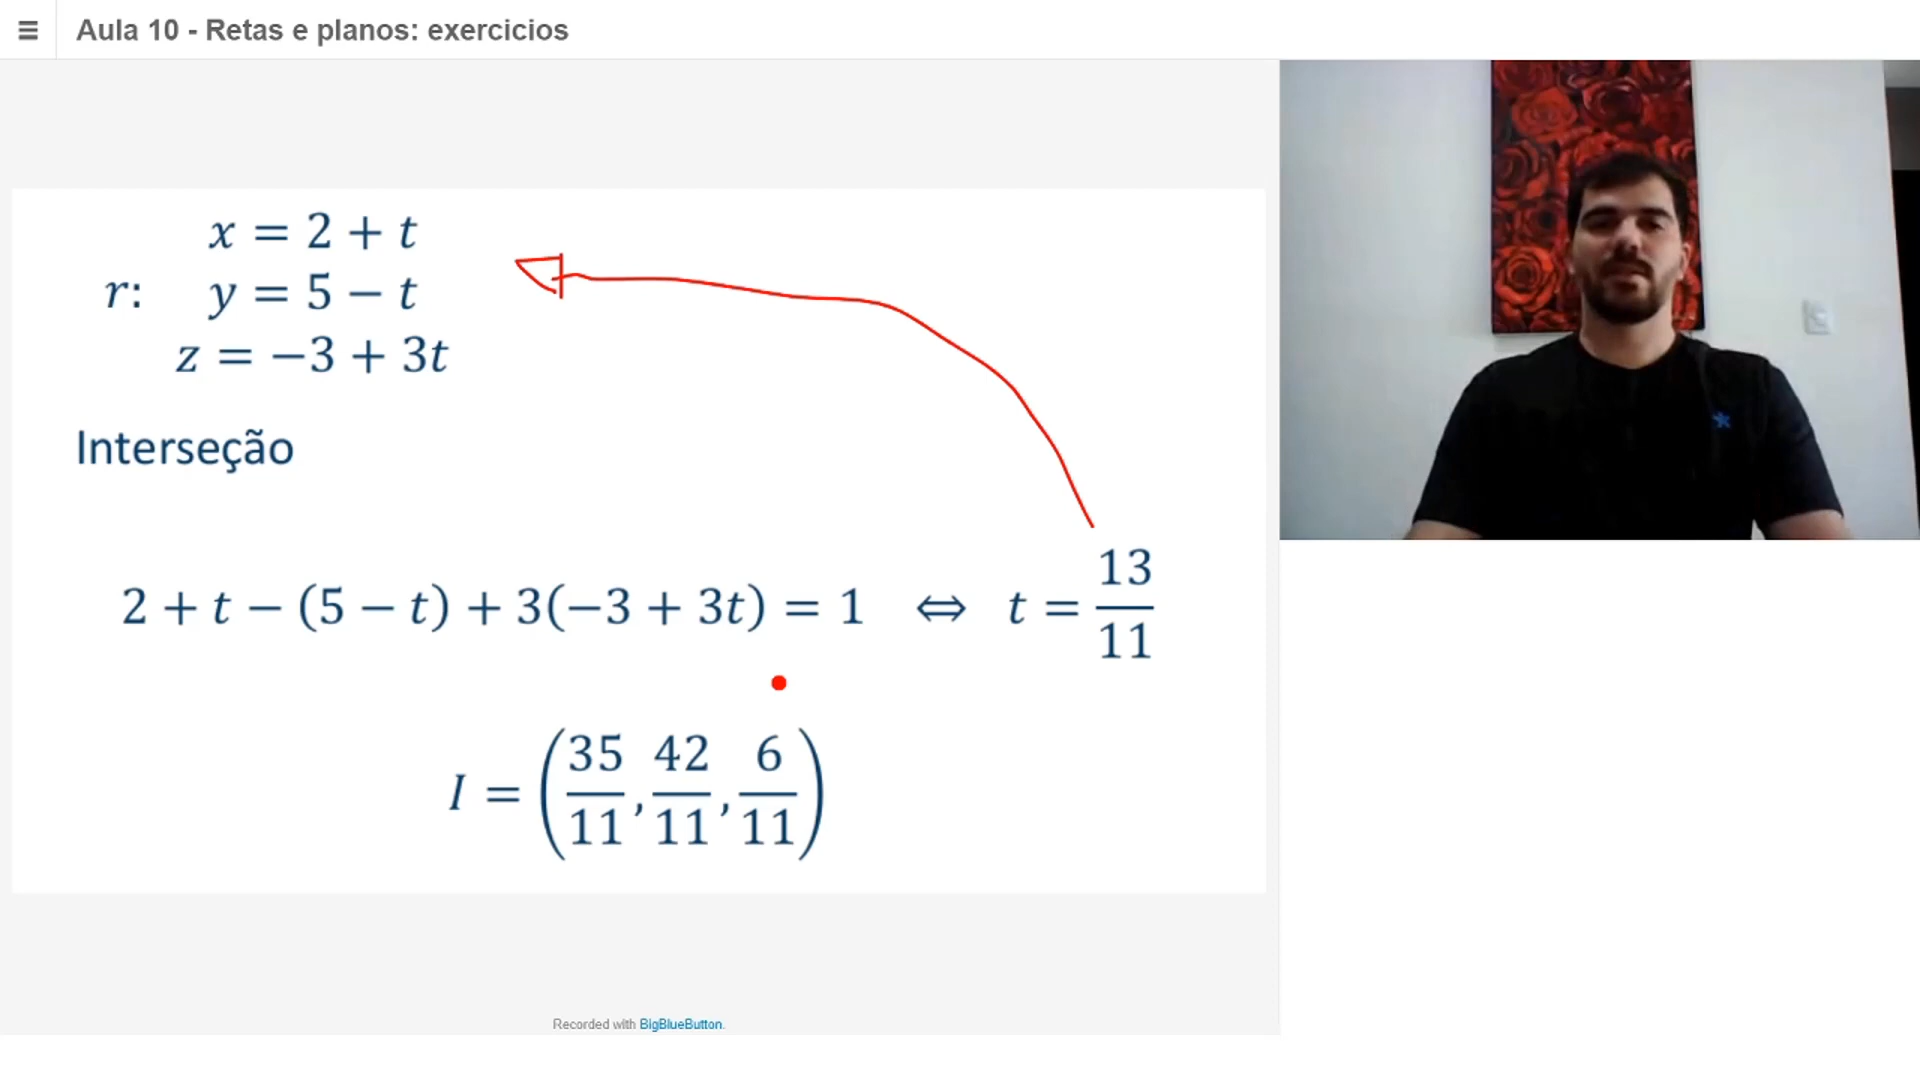 Aula 10 - Retas e planos: exercicios
x = 2 + t
r: y = 5 − t
z = −3 + 3t
Interseção
2 + t − (5 − t) + 3(−3 + 3t) = 1 ⇔ t = 13/11
I = (35/11, 42/11, 6/11)
Recorded with BigBlueButton.